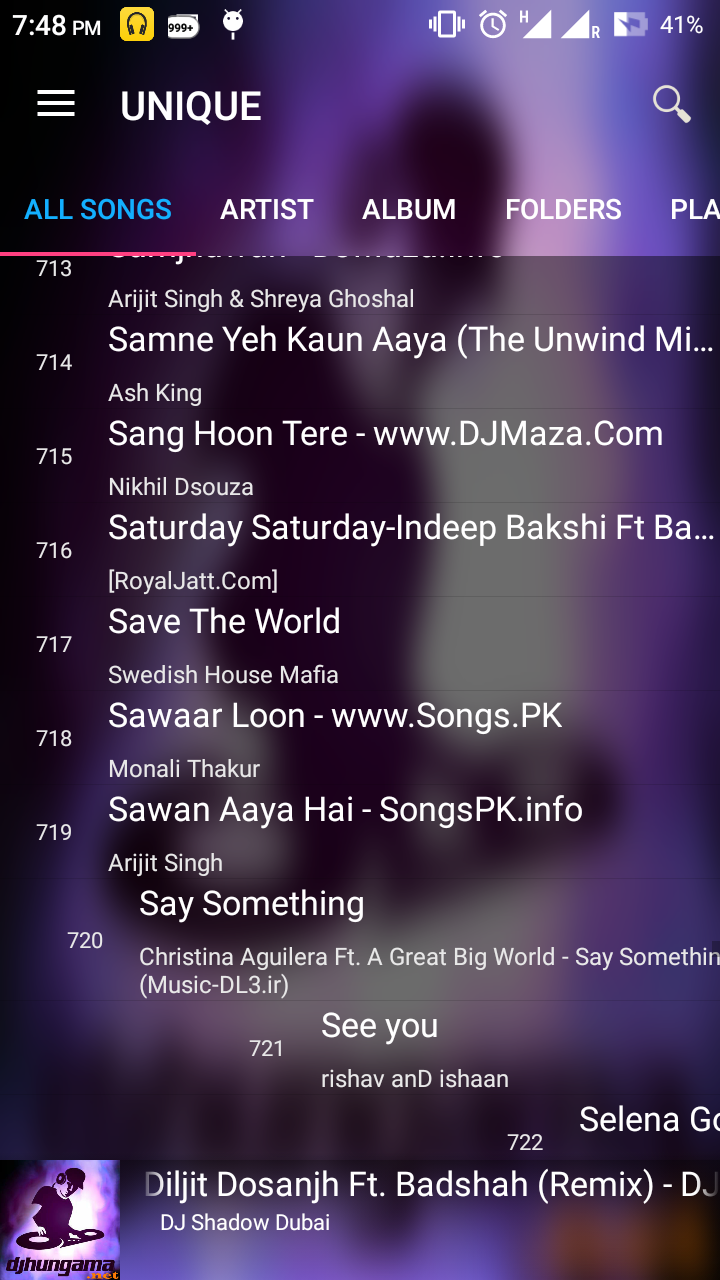 7:48 PM
999+
H
R
41%
UNIQUE
ALL SONGS ARTIST ALBUM FOLDERS PLA
713
Arijit Singh & Shreya Ghoshal
Samne Yeh Kaun Aaya (The Unwind Mi...
714
Ash King
Sang Hoon Tere - www.DJMaza.Com
715
Nikhil Dsouza
Saturday Saturday-Indeep Bakshi Ft Ba...
716
[RoyalJatt.Com]
Save The World
717
Swedish House Mafia
Sawaar Loon - www.Songs.PK
718
Monali Thakur
Sawan Aaya Hai - SongsPK.info
719
Arijit Singh
Say Something
720
Christina Aguilera Ft. A Great Big World - Say Somethin
(Music-DL3.ir)
See you
721
rishav anD ishaan
Selena Go
722
Diljit Dosanjh Ft. Badshah (Remix) - DJ
DJ Shadow Dubai
djhungama
.net